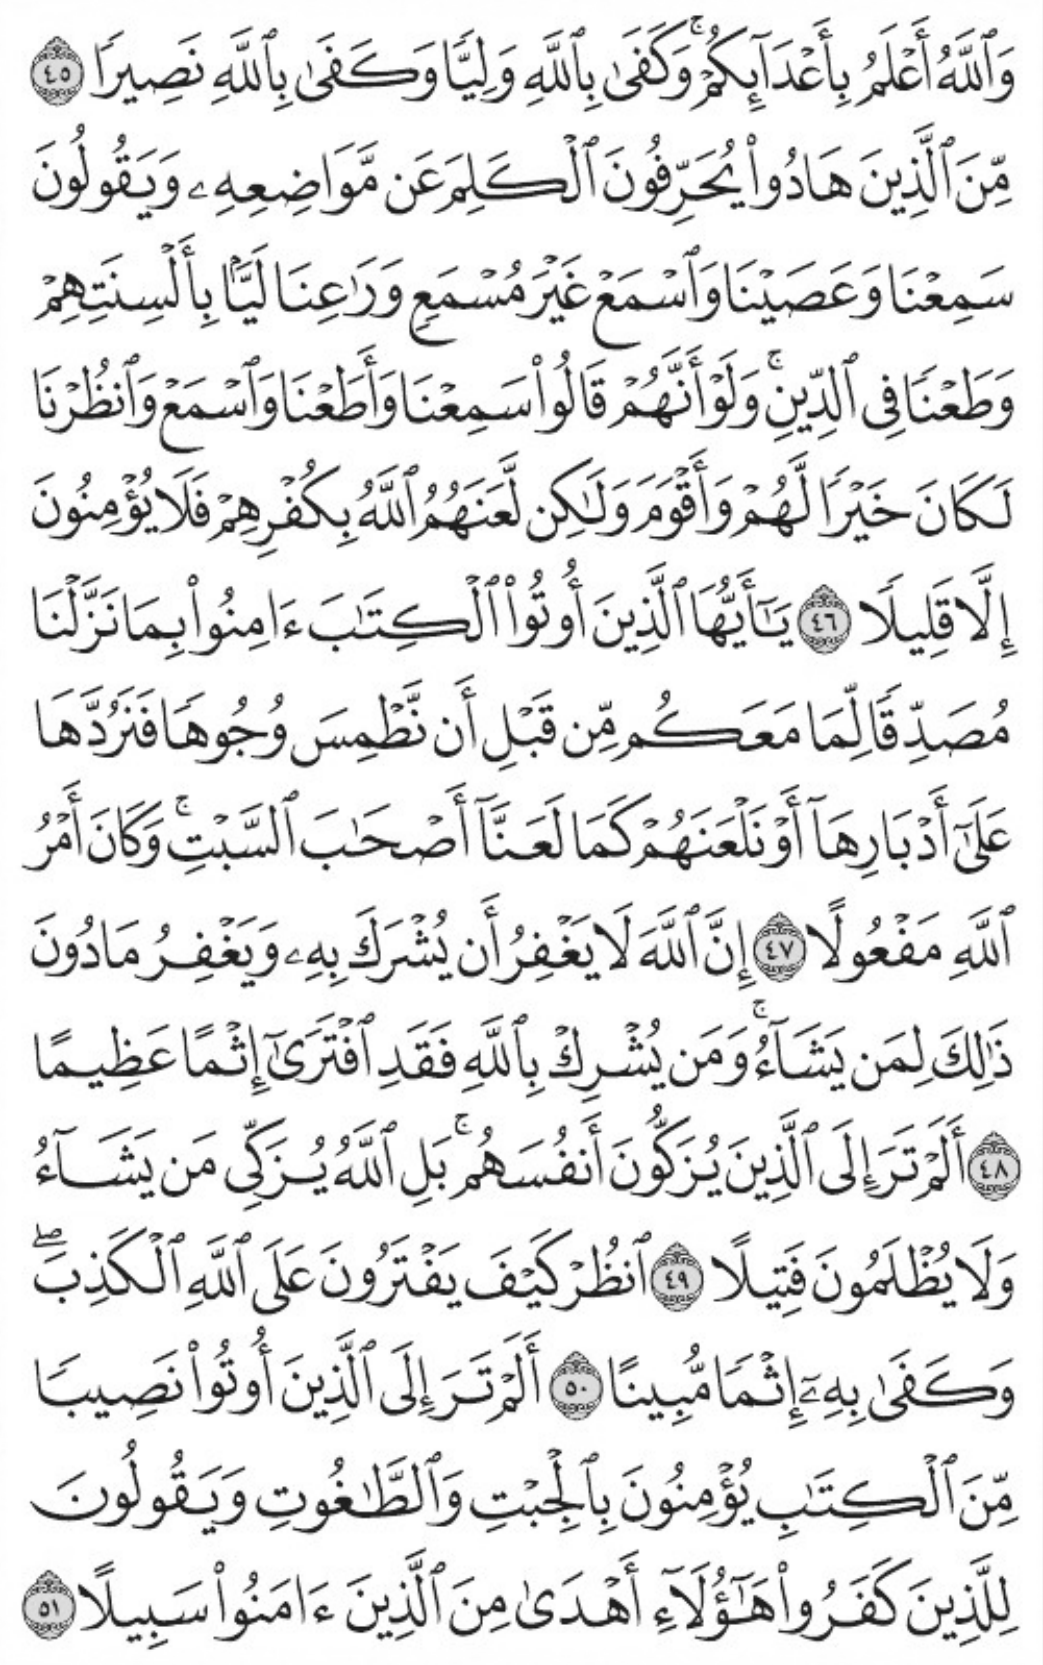 وَٱللَّهُ أَعْلَمُ بِأَعْدَآئِكُمْ ۚ وَكَفَىٰ بِٱللَّهِ وَلِيًّا وَكَفَىٰ بِٱللَّهِ نَصِيرًا ٤٥
مِّنَ ٱلَّذِينَ هَادُوا۟ يُحَرِّفُونَ ٱلْكَلِمَ عَن مَّوَاضِعِهِۦ وَيَقُولُونَ
سَمِعْنَا وَعَصَيْنَا وَٱسْمَعْ غَيْرَ مُسْمَعٍ وَرَٰعِنَا لَيًّۢا بِأَلْسِنَتِهِمْ
وَطَعْنًا فِى ٱلدِّينِ ۚ وَلَوْ أَنَّهُمْ قَالُوا۟ سَمِعْنَا وَأَطَعْنَا وَٱسْمَعْ وَٱنظُرْنَا
لَكَانَ خَيْرًا لَّهُمْ وَأَقْوَمَ وَلَٰكِن لَّعَنَهُمُ ٱللَّهُ بِكُفْرِهِمْ فَلَا يُؤْمِنُونَ
إِلَّا قَلِيلًا ٤٦ يَٰٓأَيُّهَا ٱلَّذِينَ أُوتُوا۟ ٱلْكِتَٰبَ ءَامِنُوا۟ بِمَا نَزَّلْنَا
مُصَدِّقًا لِّمَا مَعَكُم مِّن قَبْلِ أَن نَّطْمِسَ وُجُوهًا فَنَرُدَّهَا
عَلَىٰٓ أَدْبَارِهَآ أَوْ نَلْعَنَهُمْ كَمَا لَعَنَّآ أَصْحَٰبَ ٱلسَّبْتِ ۚ وَكَانَ أَمْرُ
ٱللَّهِ مَفْعُولًا ٤٧ إِنَّ ٱللَّهَ لَا يَغْفِرُ أَن يُشْرَكَ بِهِۦ وَيَغْفِرُ مَا دُونَ
ذَٰلِكَ لِمَن يَشَآءُ ۚ وَمَن يُشْرِكْ بِٱللَّهِ فَقَدِ ٱفْتَرَىٰٓ إِثْمًا عَظِيمًا
٤٨ أَلَمْ تَرَ إِلَى ٱلَّذِينَ يُزَكُّونَ أَنفُسَهُم ۚ بَلِ ٱللَّهُ يُزَكِّى مَن يَشَآءُ
وَلَا يُظْلَمُونَ فَتِيلًا ٤٩ ٱنظُرْ كَيْفَ يَفْتَرُونَ عَلَى ٱللَّهِ ٱلْكَذِبَ ۖ
وَكَفَىٰ بِهِۦٓ إِثْمًا مُّبِينًا ٥٠ أَلَمْ تَرَ إِلَى ٱلَّذِينَ أُوتُوا۟ نَصِيبًا
مِّنَ ٱلْكِتَٰبِ يُؤْمِنُونَ بِٱلْجِبْتِ وَٱلطَّٰغُوتِ وَيَقُولُونَ
لِلَّذِينَ كَفَرُوا۟ هَٰٓؤُلَآءِ أَهْدَىٰ مِنَ ٱلَّذِينَ ءَامَنُوا۟ سَبِيلًا ٥١